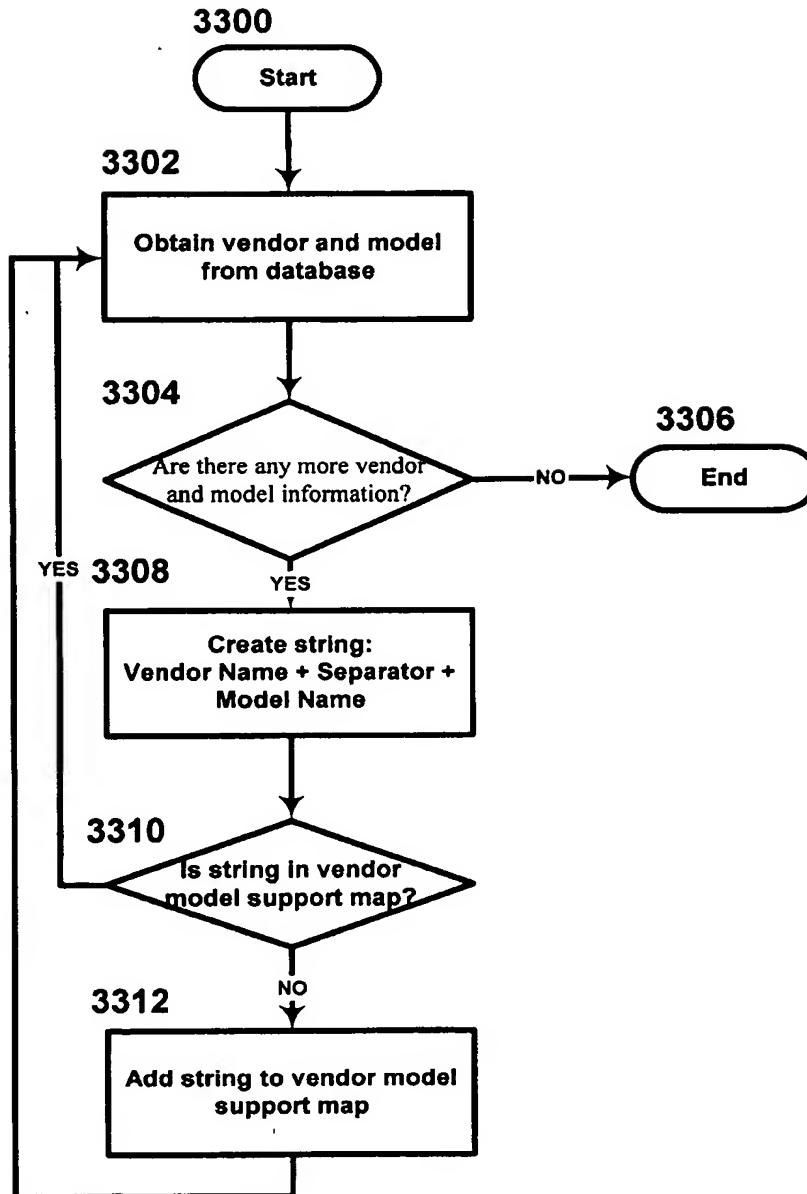 3300
Start
3302
Obtain vendor and model
from database
3304
Are there any more vendor
and model information?
NO
3306
End
YES
3308
YES
Create string:
Vendor Name + Separator +
Model Name
3310
Is string in vendor
model support map?
NO
3312
Add string to vendor model
support map